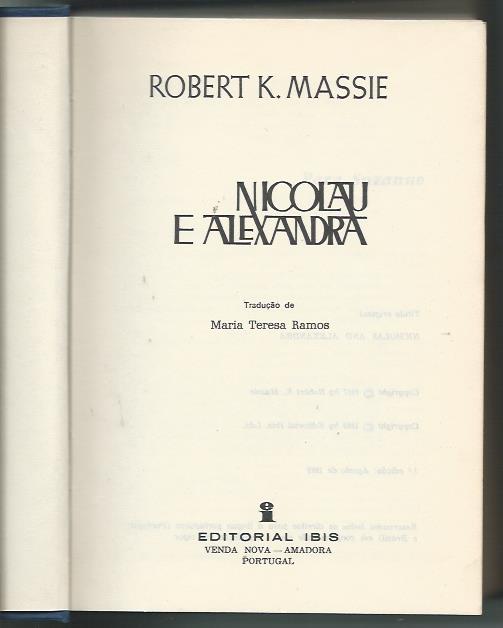 ROBERT K. MASSIE
NICOLAU
E ALEXANDRA
Tradução de
Maria Teresa Ramos
EDITORIAL IBIS
VENDA NOVA — AMADORA
PORTUGAL